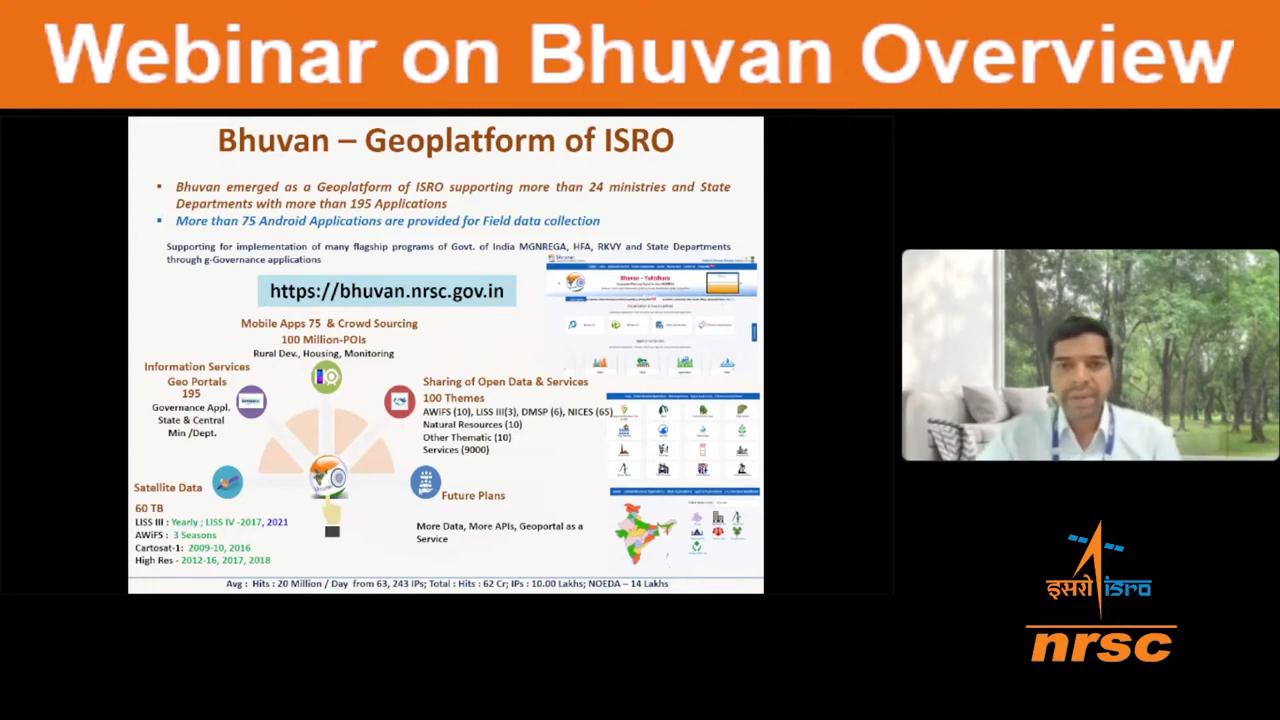 Webinar on Bhuvan Overview
Bhuvan – Geoplatform of ISRO
▪ Bhuvan emerged as a Geoplatform of ISRO supporting more than 24 ministries and State
Departments with more than 195 Applications
▪ More than 75 Android Applications are provided for Field data collection
Supporting for implementation of many flagship programs of Govt. of India MGNREGA, HFA, RKVY and State Departments
through g-Governance applications
https://bhuvan.nrsc.gov.in
Bhuvan - Yuktdhara
Mobile Apps 75 & Crowd Sourcing
100 Million-POIs
Rural Dev., Housing, Monitoring
Information Services
Geo Portals
195
Governance Appl.
State & Central
Min /Dept.
Sharing of Open Data & Services
100 Themes
AWiFS (10), LISS III(3), DMSP (6), NICES (65)
Natural Resources (10)
Other Thematic (10)
Services (9000)
Satellite Data
60 TB
LISS III : Yearly ; LISS IV -2017, 2021
AWiFS : 3 Seasons
Cartosat-1: 2009-10, 2016
High Res - 2012-16, 2017, 2018
Future Plans
More Data, More APIs, Geoportal as a
Service
Avg : Hits : 20 Million / Day from 63, 243 IPs; Total : Hits : 62 Cr; IPs : 10.00 Lakhs; NOEDA – 14 Lakhs
इसरो isro
nrsc